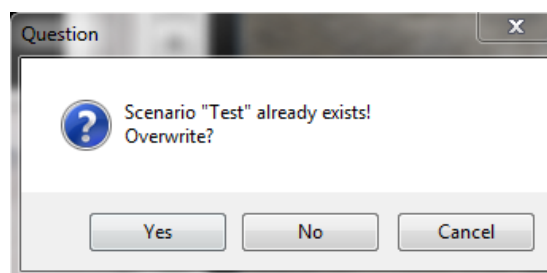 Question
X
Scenario "Test" already exists!
Overwrite?
Yes
No
Cancel